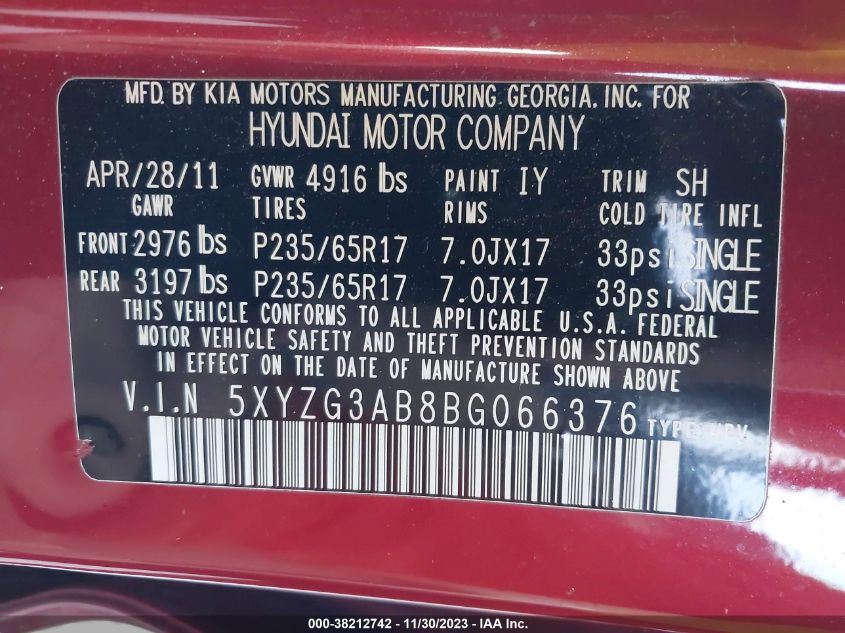 MFD. BY KIA MOTORS MANUFACTURING GEORGIA. INC. FOR
HYUNDAI MOTOR COMPANY
APR/28/11 GVWR 4916 lbs PAINT IY TRIM SH
GAWR TIRES RIMS COLD TIRE INFL
FRONT 2976 lbs P235/65R17 7.0JX17 33psi SINGLE
REAR 3197 lbs P235/65R17 7.0JX17 33psi SINGLE
THIS VEHICLE CONFORMS TO ALL APPLICABLE U.S.A. FEDERAL
MOTOR VEHICLE SAFETY AND THEFT PREVENTION STANDARDS
IN EFFECT ON THE DATE OF MANUFACTURE SHOWN ABOVE
V.I.N 5XYZG3AB8BG066376 TYPE: MPV
000-38212742 - 11/30/2023 - IAA Inc.